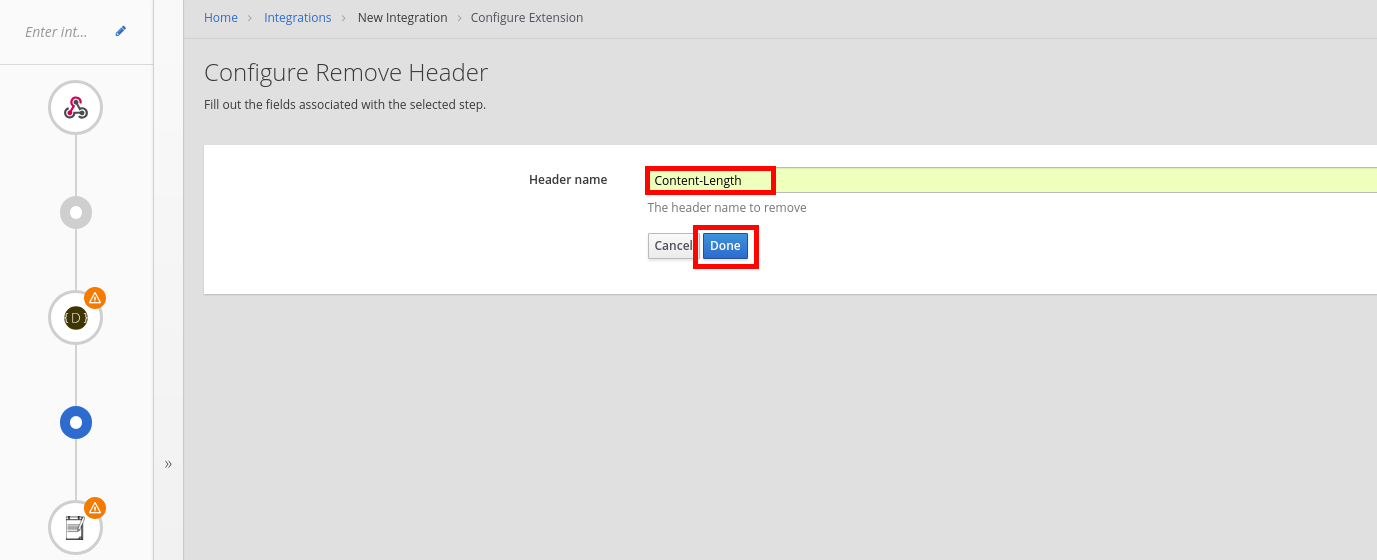 Enter int...
Home > Integrations > New Integration > Configure Extension
Configure Remove Header
Fill out the fields associated with the selected step.
Header name
Content-Length
The header name to remove
Cancel
Done
D
»